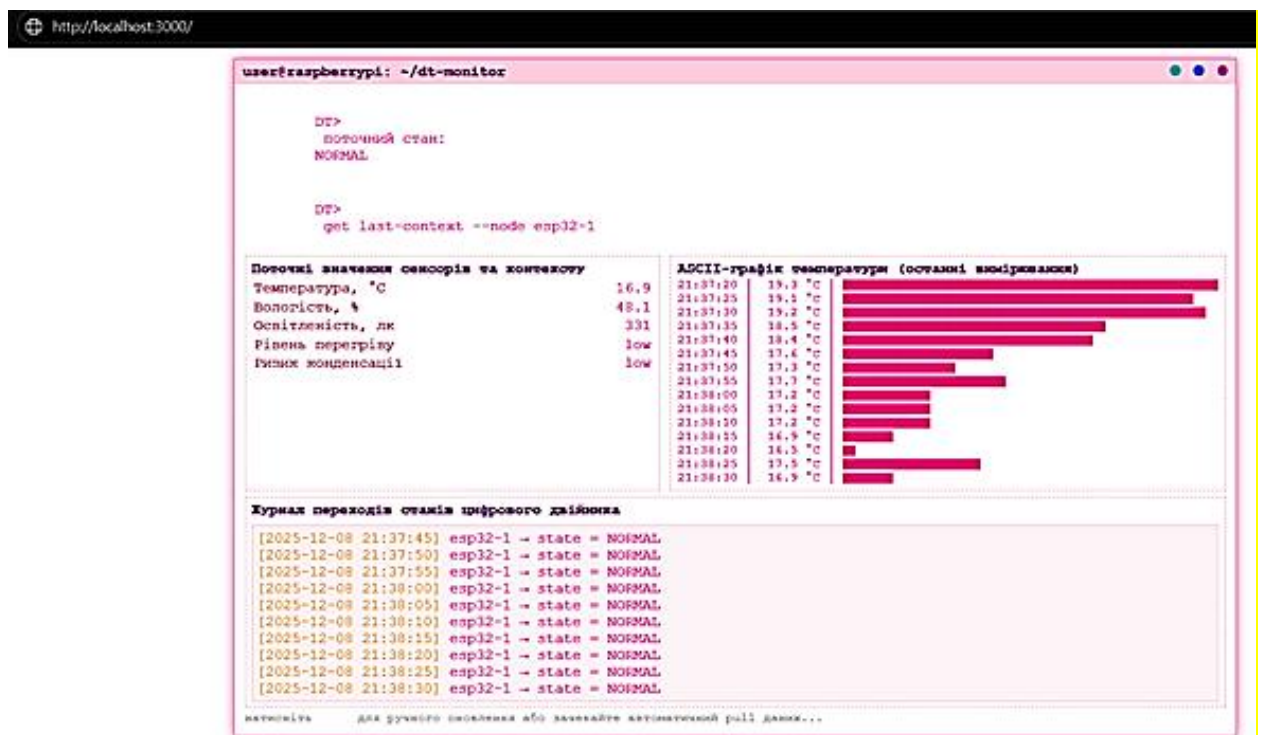 http://localhost:3000/
user@raspberrypi: ~/dt-monitor
DT>
поточний стан:
NORMAL
DT>
get last-context --node esp32-1
Поточні значення сенсорів та контексту
Температура, °C 16.9
Вологість, % 48.1
Освітленість, лк 331
Рівень перегріву low
Ризик конденсації low
ASCII-графік температури (останні вимірювання)
21:37:20 | 19.3 °C |
21:37:25 | 19.1 °C |
21:37:30 | 19.2 °C |
21:37:35 | 18.5 °C |
21:37:40 | 18.4 °C |
21:37:45 | 17.6 °C |
21:37:50 | 17.3 °C |
21:37:55 | 17.7 °C |
21:38:00 | 17.2 °C |
21:38:05 | 17.2 °C |
21:38:10 | 17.2 °C |
21:38:15 | 16.9 °C |
21:38:20 | 16.5 °C |
21:38:25 | 17.5 °C |
21:38:30 | 16.9 °C |
Журнал переходів станів цифрового двійника
[2025-12-08 21:37:45] esp32-1 → state = NORMAL
[2025-12-08 21:37:50] esp32-1 → state = NORMAL
[2025-12-08 21:37:55] esp32-1 → state = NORMAL
[2025-12-08 21:38:00] esp32-1 → state = NORMAL
[2025-12-08 21:38:05] esp32-1 → state = NORMAL
[2025-12-08 21:38:10] esp32-1 → state = NORMAL
[2025-12-08 21:38:15] esp32-1 → state = NORMAL
[2025-12-08 21:38:20] esp32-1 → state = NORMAL
[2025-12-08 21:38:25] esp32-1 → state = NORMAL
[2025-12-08 21:38:30] esp32-1 → state = NORMAL
натисніть для ручного оновлення або зачекайте автоматичний pull даних...